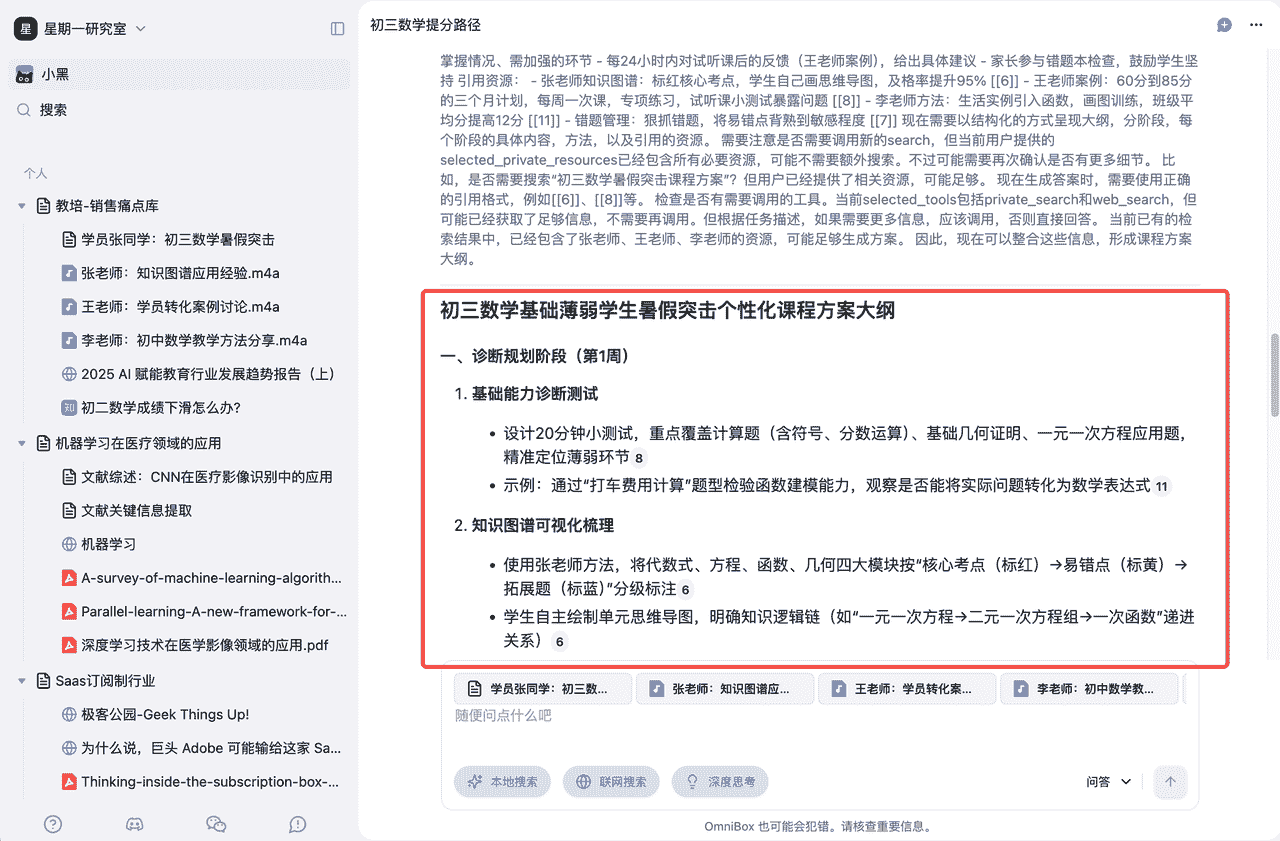 星 星期一研究室
小黑
搜索
个人
教培-销售痛点库
学员张同学：初三数学暑假突击
张老师：知识图谱应用经验.m4a
王老师：学员转化案例讨论.m4a
李老师：初中数学教学方法分享.m4a
2025 AI 赋能教育行业发展趋势报告（上）
知 初二数学成绩下滑怎么办?
机器学习在医疗领域的应用
文献综述：CNN在医疗影像识别中的应用
文献关键信息提取
机器学习
A-survey-of-machine-learning-algorith...
Parallel-learning-A-new-framework-for-...
深度学习技术在医学影像领域的应用.pdf
Saas订阅制行业
极客公园-Geek Things Up!
为什么说，巨头 Adobe 可能输给这家 Sa...
Thinking-inside-the-subscription-box-...
初三数学提分路径
掌握情况、需加强的环节 - 每24小时内对试听课后的反馈（王老师案例），给出具体建议 - 家长参与错题本检查，鼓励学生坚
持 引用资源： - 张老师知识图谱：标红核心考点，学生自己画思维导图，及格率提升95% [[6]] - 王老师案例：60分到85分
的三个月计划，每周一次课，专项练习，试听课小测试暴露问题 [[8]] - 李老师方法：生活实例引入函数，画图训练，班级平
均分提高12分 [[11]] - 错题管理：狠抓错题，将易错点背熟到敏感程度 [[7]] 现在需要以结构化的方式呈现大纲，分阶段，每
个阶段的具体内容，方法，以及引用的资源。 需要注意是否需要调用新的search，但当前用户提供的
selected_private_resources已经包含所有必要资源，可能不需要额外搜索。不过可能需要再次确认是否有更多细节。 比
如，是否需要搜索“初三数学暑假突击课程方案”？但用户已经提供了相关资源，可能足够。 现在生成答案时，需要使用正确
的引用格式，例如[[6]]、[[8]]等。 检查是否有需要调用的工具。当前selected_tools包括private_search和web_search，但
可能已经获取了足够信息，不需要再调用。但根据任务描述，如果需要更多信息，应该调用，否则直接回答。 当前已有的检
索结果中，已经包含了张老师、王老师、李老师的资源，可能足够生成方案。 因此，现在可以整合这些信息，形成课程方案
大纲。
初三数学基础薄弱学生暑假突击个性化课程方案大纲
一、诊断规划阶段（第1周）
1. 基础能力诊断测试
• 设计20分钟小测试，重点覆盖计算题（含符号、分数运算）、基础几何证明、一元一次方程应用题，
精准定位薄弱环节 8
• 示例：通过“打车费用计算”题型检验函数建模能力，观察是否能将实际问题转化为数学表达式 11
2. 知识图谱可视化梳理
• 使用张老师方法，将代数式、方程、函数、几何四大模块按“核心考点（标红）→易错点（标黄）→
拓展题（标蓝）”分级标注 6
• 学生自主绘制单元思维导图，明确知识逻辑链（如“一元一次方程→二元一次方程组→一次函数”递进
关系） 6
学员张同学：初三数... 张老师：知识图谱应... 王老师：学员转化案... 李老师：初中数学教...
随便问点什么吧
本地搜索 联网搜索 深度思考 问答
OmniBox 也可能会犯错。请核查重要信息。